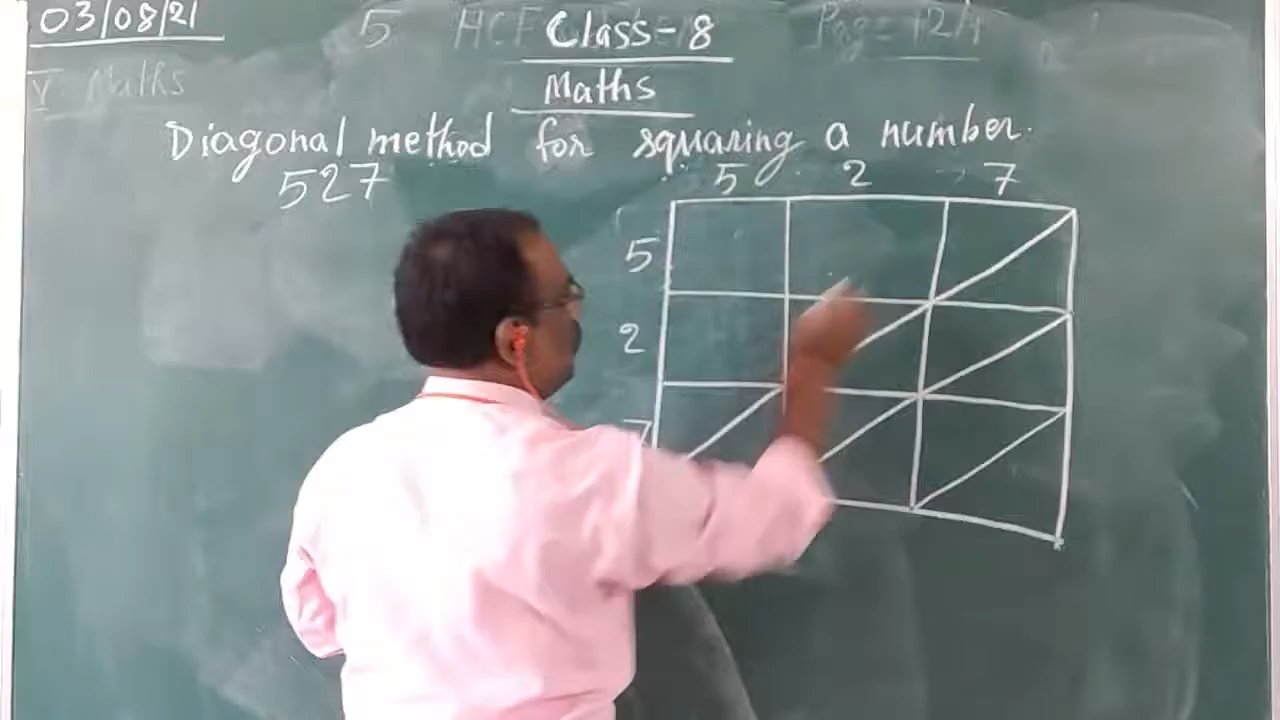 03/08/21
5 HCF
Class-8
V Maths
Maths
Diagonal method for squaring a number.
527
5 2 7
5
2
7